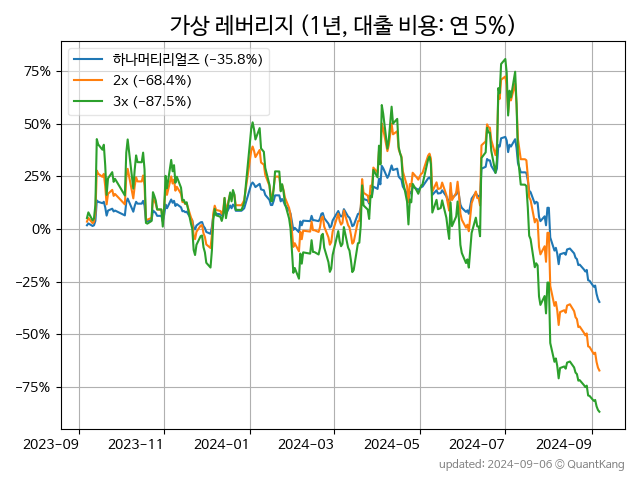 가상 레버리지 (1년, 대출 비용: 연 5%)
하나머티리얼즈 (−35.8%)
2x (−68.4%)
3x (−87.5%)
75%
50%
25%
0%
−25%
−50%
−75%
2023-09
2023-11
2024-01
2024-03
2024-05
2024-07
2024-09
updated: 2024-09-06 © QuantKang